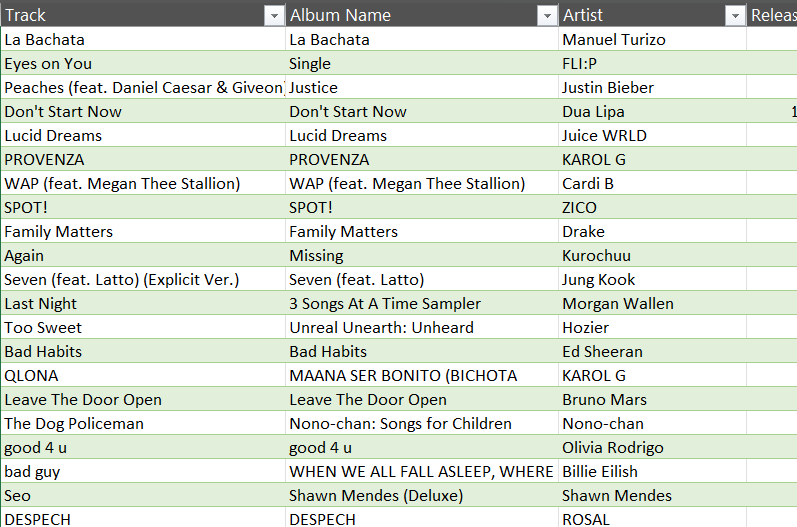 Track Album Name Artist Releas
La Bachata La Bachata Manuel Turizo
Eyes on You Single FLI:P
Peaches (feat. Daniel Caesar & Giveon) Justice Justin Bieber
Don't Start Now Don't Start Now Dua Lipa 1
Lucid Dreams Lucid Dreams Juice WRLD
PROVENZA PROVENZA KAROL G
WAP (feat. Megan Thee Stallion) WAP (feat. Megan Thee Stallion) Cardi B
SPOT! SPOT! ZICO
Family Matters Family Matters Drake
Again Missing Kurochuu
Seven (feat. Latto) (Explicit Ver.) Seven (feat. Latto) Jung Kook
Last Night 3 Songs At A Time Sampler Morgan Wallen
Too Sweet Unreal Unearth: Unheard Hozier
Bad Habits Bad Habits Ed Sheeran
QLONA MAANA SER BONITO (BICHOTA KAROL G
Leave The Door Open Leave The Door Open Bruno Mars
The Dog Policeman Nono-chan: Songs for Children Nono-chan
good 4 u good 4 u Olivia Rodrigo
bad guy WHEN WE ALL FALL ASLEEP, WHERE Billie Eilish
Seo Shawn Mendes (Deluxe) Shawn Mendes
DESPECH DESPECH ROSAL